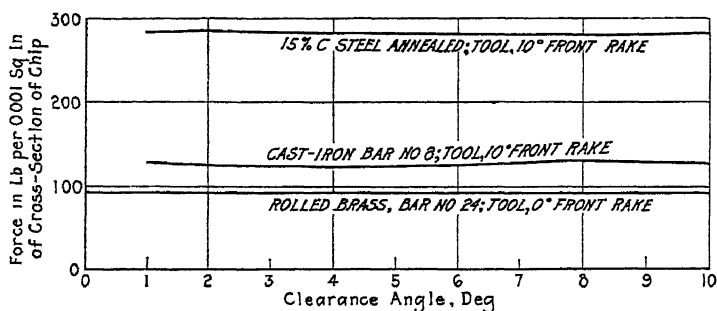 Force in Lb per 0001 Sq In
of Cross-Section of Chip
300
200
100
0
15% C STEEL ANNEALED; TOOL, 10° FRONT RAKE
CAST-IRON BAR NO 8; TOOL, 10° FRONT RAKE
ROLLED BRASS, BAR NO 24; TOOL, 0° FRONT RAKE
0 1 2 3 4 5 6 7 8 9 10
Clearance Angle, Deg